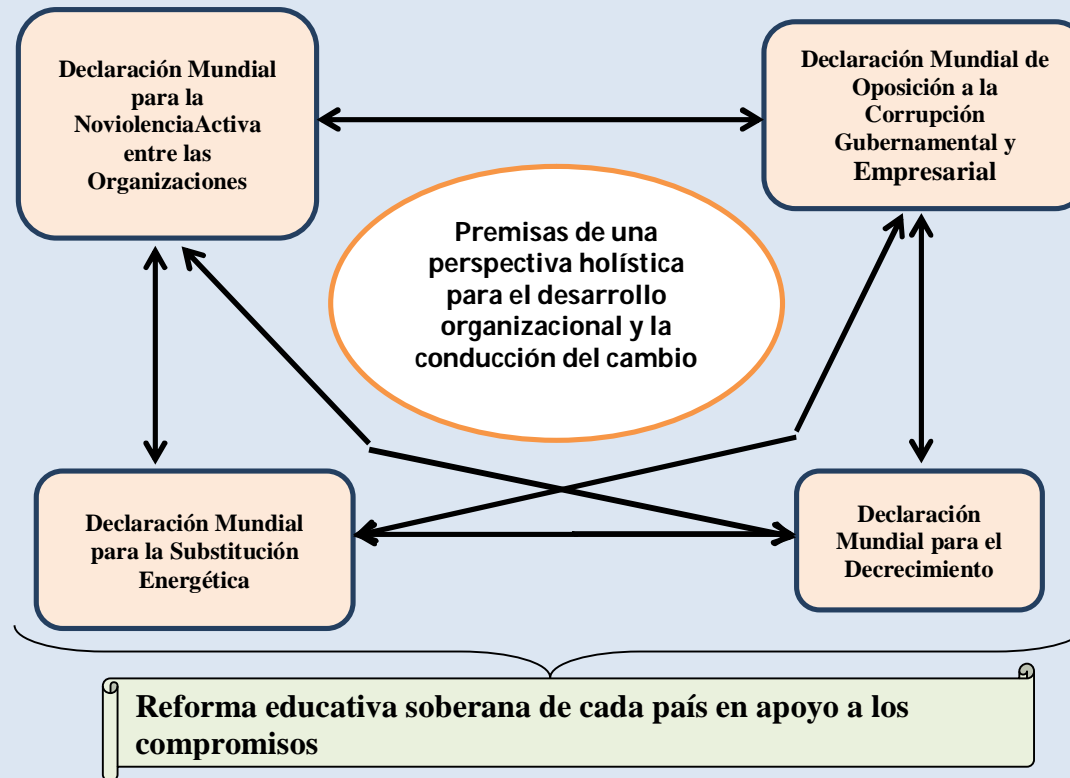 Declaración Mundial
para la
NoviolenciaActiva
entre las
Organizaciones
Declaración Mundial de
Oposición a la
Corrupción
Gubernamental y
Empresarial
Premisas de una
perspectiva holística
para el desarrollo
organizacional y la
conducción del cambio
Declaración Mundial
para la Substitución
Energética
Declaración
Mundial para el
Decrecimiento
Reforma educativa soberana de cada país en apoyo a los
compromisos